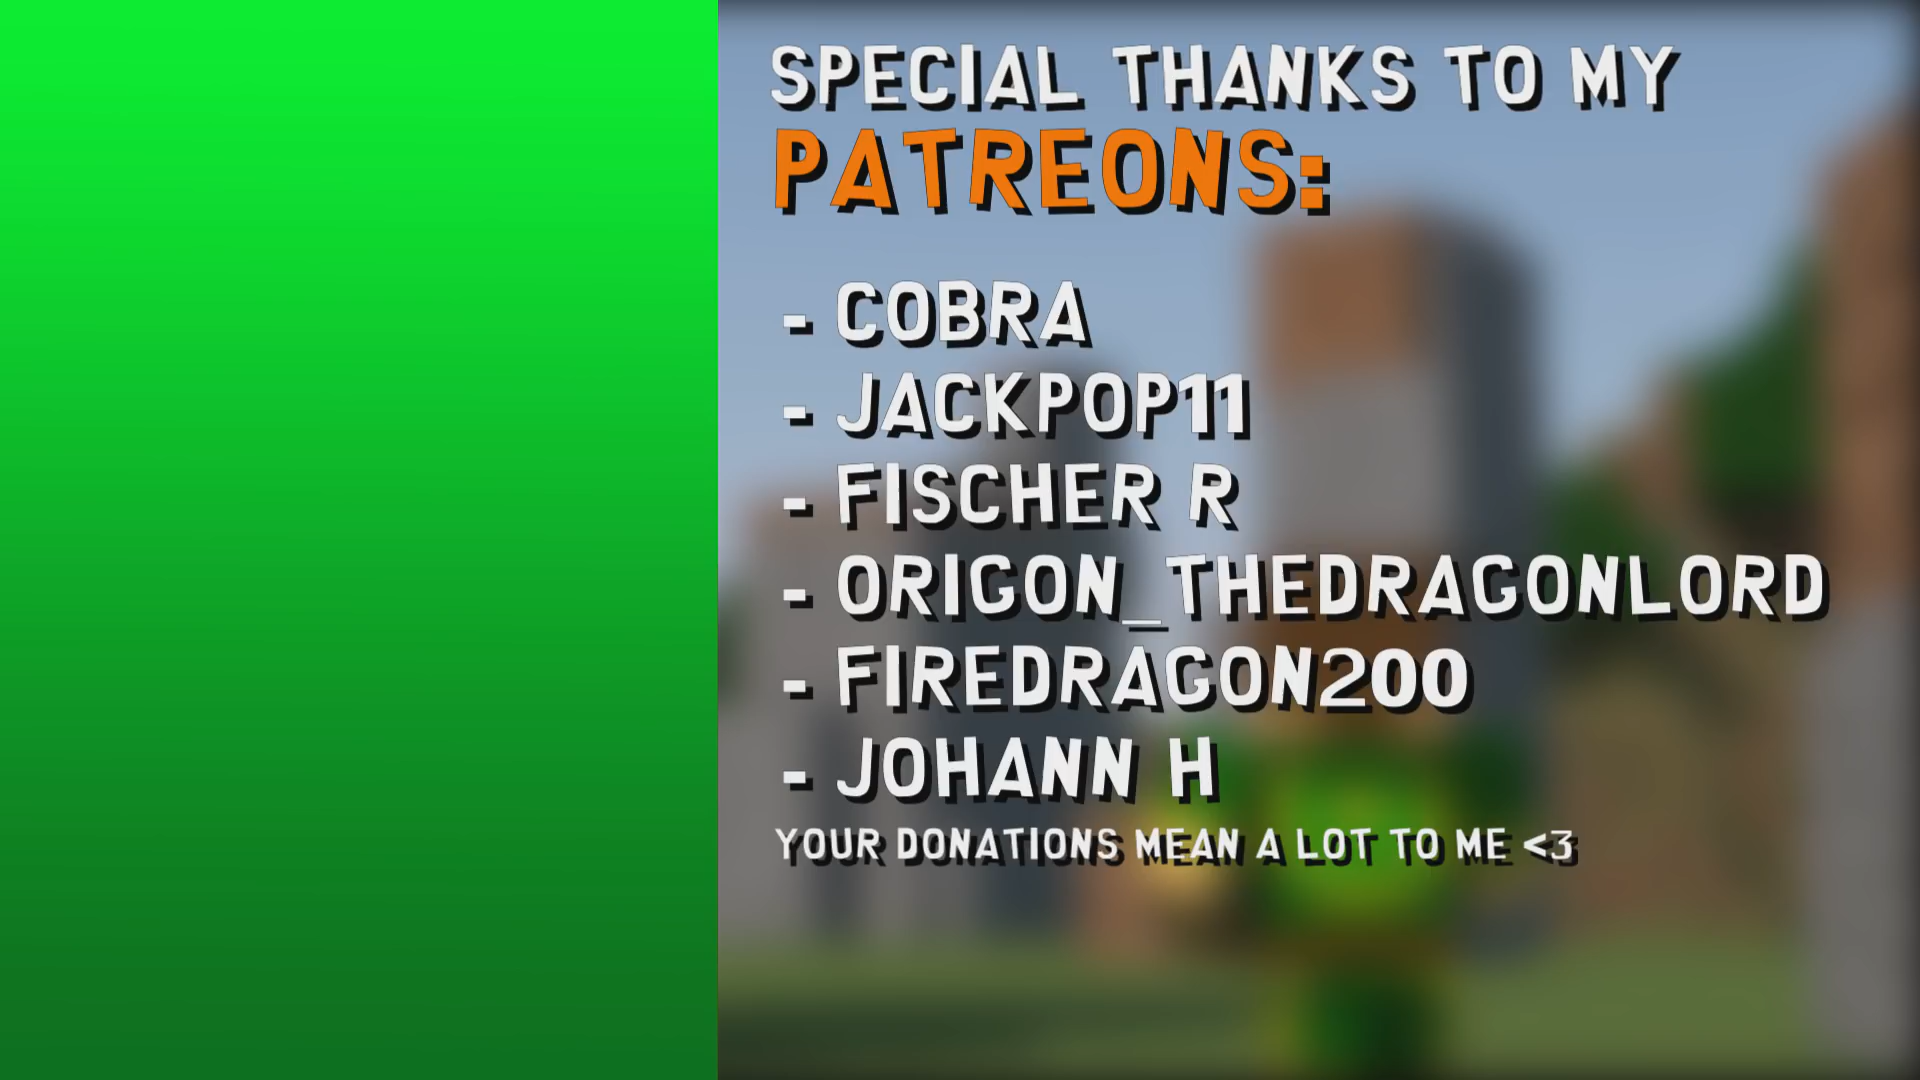 SPECIAL THANKS TO MY
PATREONS:
- COBRA
- JACKPOP11
- FISCHER R
- ORIGON_THEDRAGONLORD
- FIREDRAGON200
- JOHANN H
YOUR DONATIONS MEAN A LOT TO ME <3